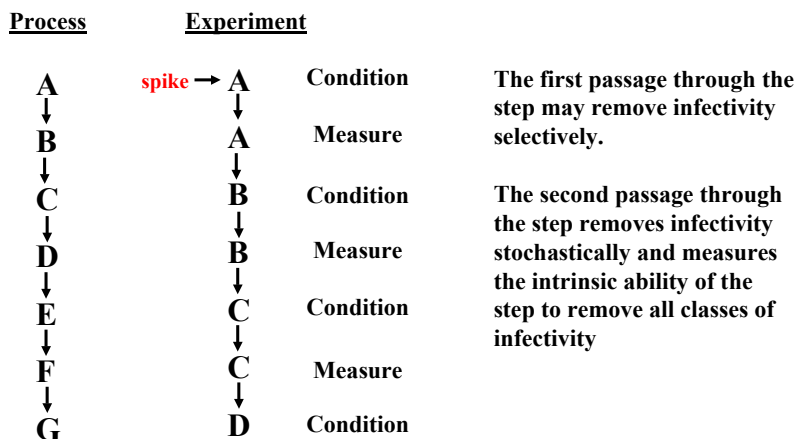 Process Experiment
A spike A Condition
B A Measure
C B Condition
D B Measure
E C Condition
F C Measure
G D Condition
The first passage through the
step may remove infectivity
selectively.
The second passage through
the step removes infectivity
stochastically and measures
the intrinsic ability of the
step to remove all classes of
infectivity